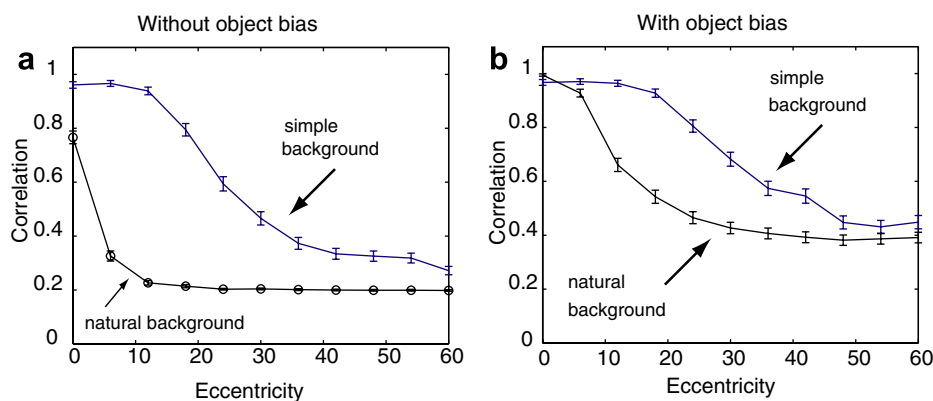 Without object bias
a
1
0.8
0.6
0.4
0.2
0
Correlation
simple
background
natural background
0 10 20 30 40 50 60
Eccentricity
With object bias
b
1
0.8
0.6
0.4
0.2
0
Correlation
simple
background
natural
background
0 10 20 30 40 50 60
Eccentricity